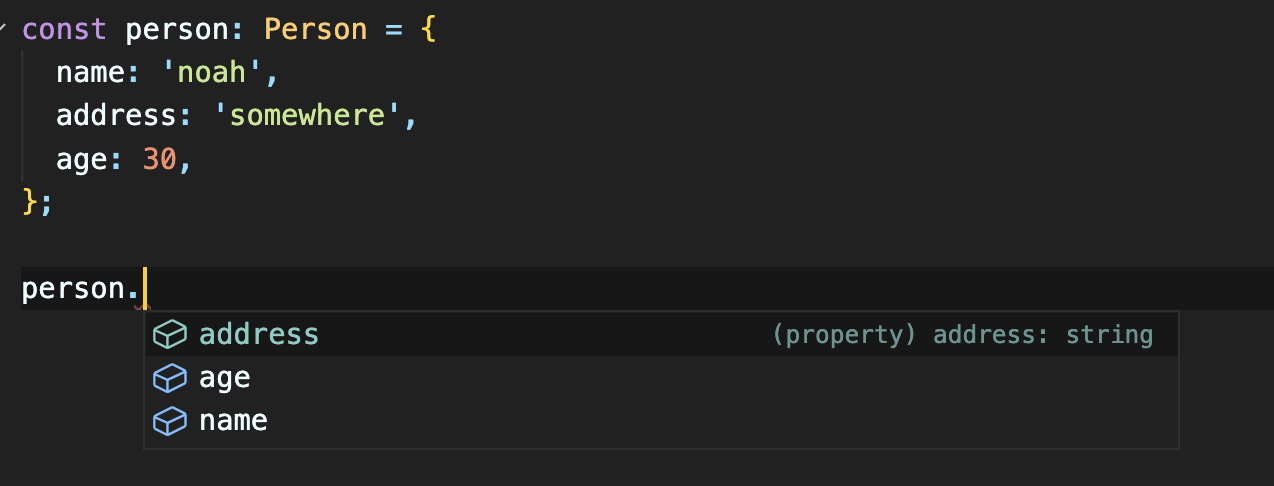 const person: Person = {
name: 'noah',
address: 'somewhere',
age: 30,
};
person.
address (property) address: string
age
name